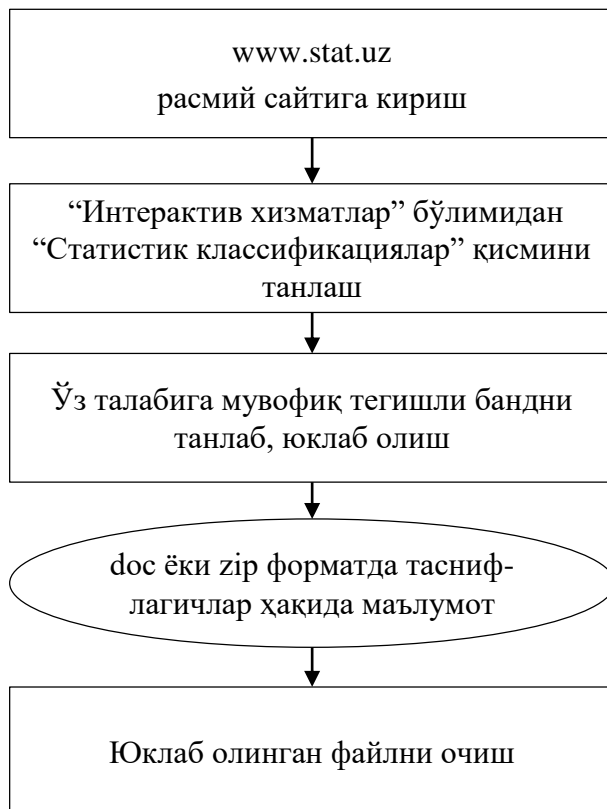 www.stat.uz
расмий сайтига кириш
“Интерактив хизматлар” бўлимидан
“Статистик классификациялар” қисмини
танлаш
Ўз талабига мувофиқ тегишли бандни
танлаб, юклаб олиш
doc ёки zip форматда тасниф-
лагичлар ҳақида маълумот
Юклаб олинган файлни очиш